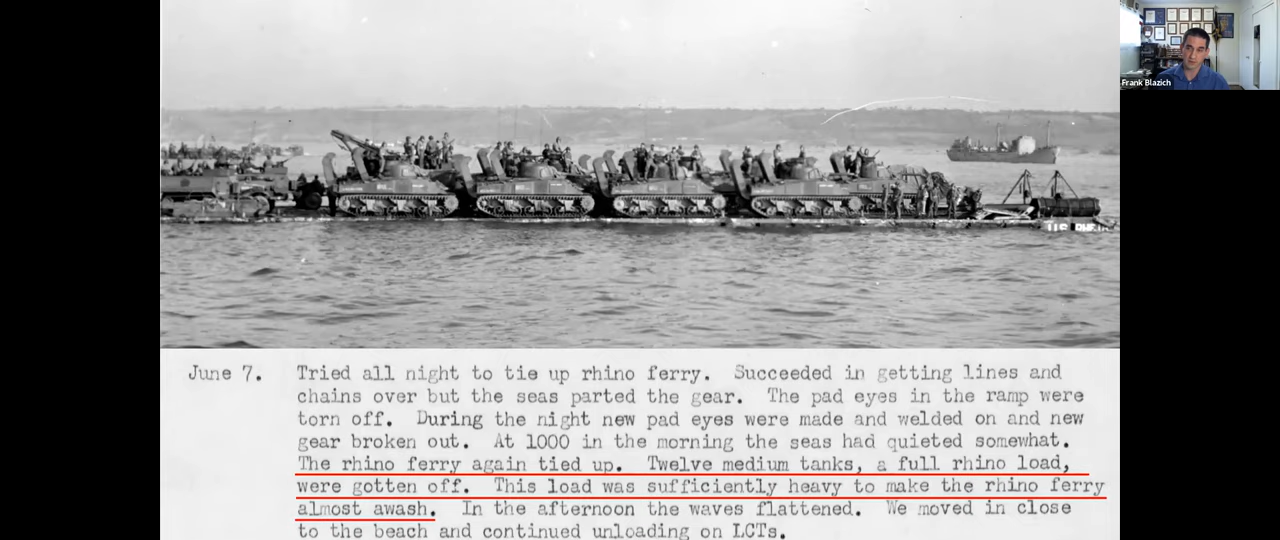 Frank Blazich
June 7. Tried all night to tie up rhino ferry. Succeeded in getting lines and
chains over but the seas parted the gear. The pad eyes in the ramp were
torn off. During the night new pad eyes were made and welded on and new
gear broken out. At 1000 in the morning the seas had quieted somewhat.
The rhino ferry again tied up. Twelve medium tanks, a full rhino load,
were gotten off. This load was sufficiently heavy to make the rhino ferry
almost awash. In the afternoon the waves flattened. We moved in close
to the beach and continued unloading on LCTs.